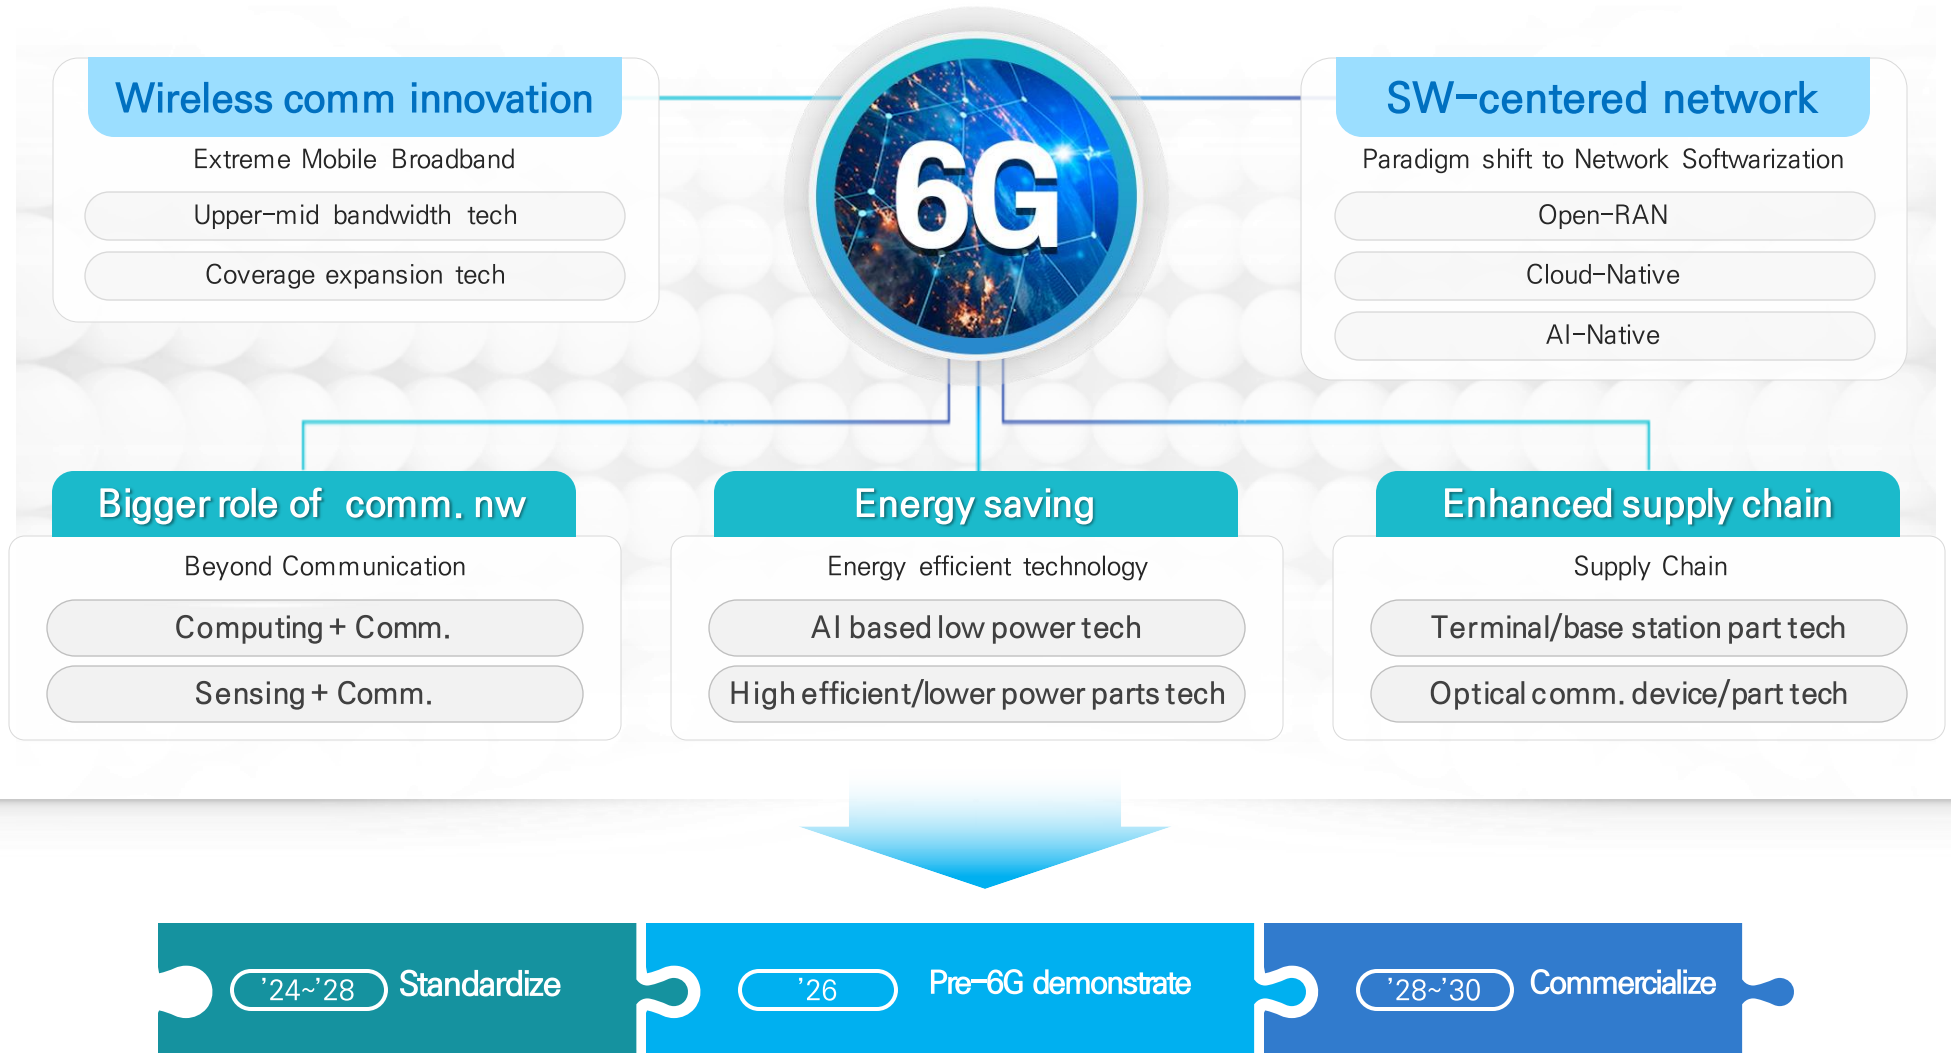 6G
Wireless comm innovation
Extreme Mobile Broadband
Upper-mid bandwidth tech
Coverage expansion tech
SW-centered network
Paradigm shift to Network Softwarization
Open-RAN
Cloud-Native
AI-Native
Bigger role of comm. nw
Beyond Communication
Computing + Comm.
Sensing + Comm.
Energy saving
Energy efficient technology
AI based low power tech
High efficient/lower power parts tech
Enhanced supply chain
Supply Chain
Terminal/base station part tech
Optical comm. device/part tech
’24~’28 Standardize
’26 Pre-6G demonstrate
’28~’30 Commercialize